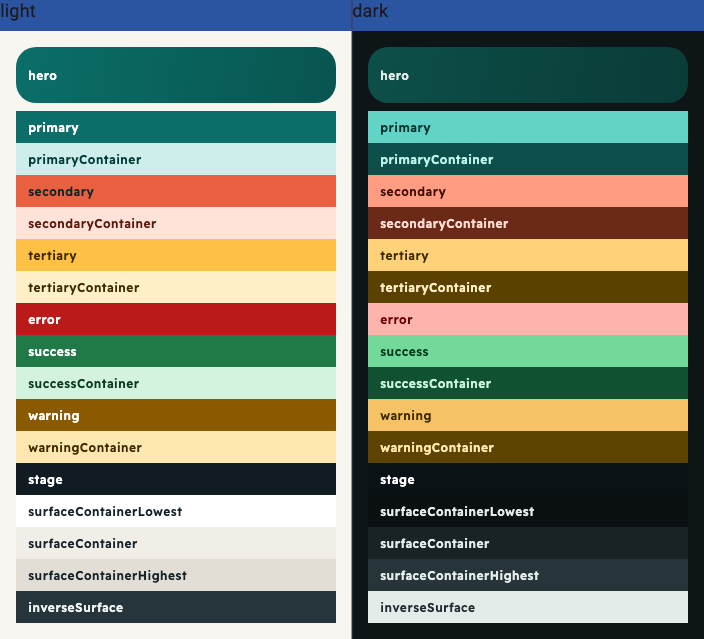 light
hero
primary
primaryContainer
secondary
secondaryContainer
tertiary
tertiaryContainer
error
success
successContainer
warning
warningContainer
stage
surfaceContainerLowest
surfaceContainer
surfaceContainerHighest
inverseSurface
dark
hero
primary
primaryContainer
secondary
secondaryContainer
tertiary
tertiaryContainer
error
success
successContainer
warning
warningContainer
stage
surfaceContainerLowest
surfaceContainer
surfaceContainerHighest
inverseSurface